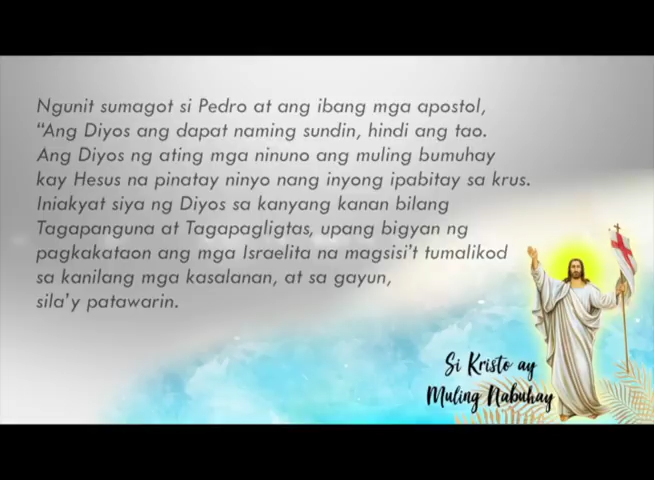 Ngunit sumagot si Pedro at ang ibang mga apostol,
“Ang Diyos ang dapat naming sundin, hindi ang tao.
Ang Diyos ng ating mga ninuno ang muling bumuhay
kay Hesus na pinatay ninyo nang inyong ipabitay sa krus.
Iniakyat siya ng Diyos sa kanyang kanan bilang
Tagapanguna at Tagapagligtas, upang bigyan ng
pagkakataon ang mga Israelita na magsisi’t tumalikod
sa kanilang mga kasalanan, at sa gayun,
sila’y patawarin.
Si Kristo ay
Muling Nabuhay